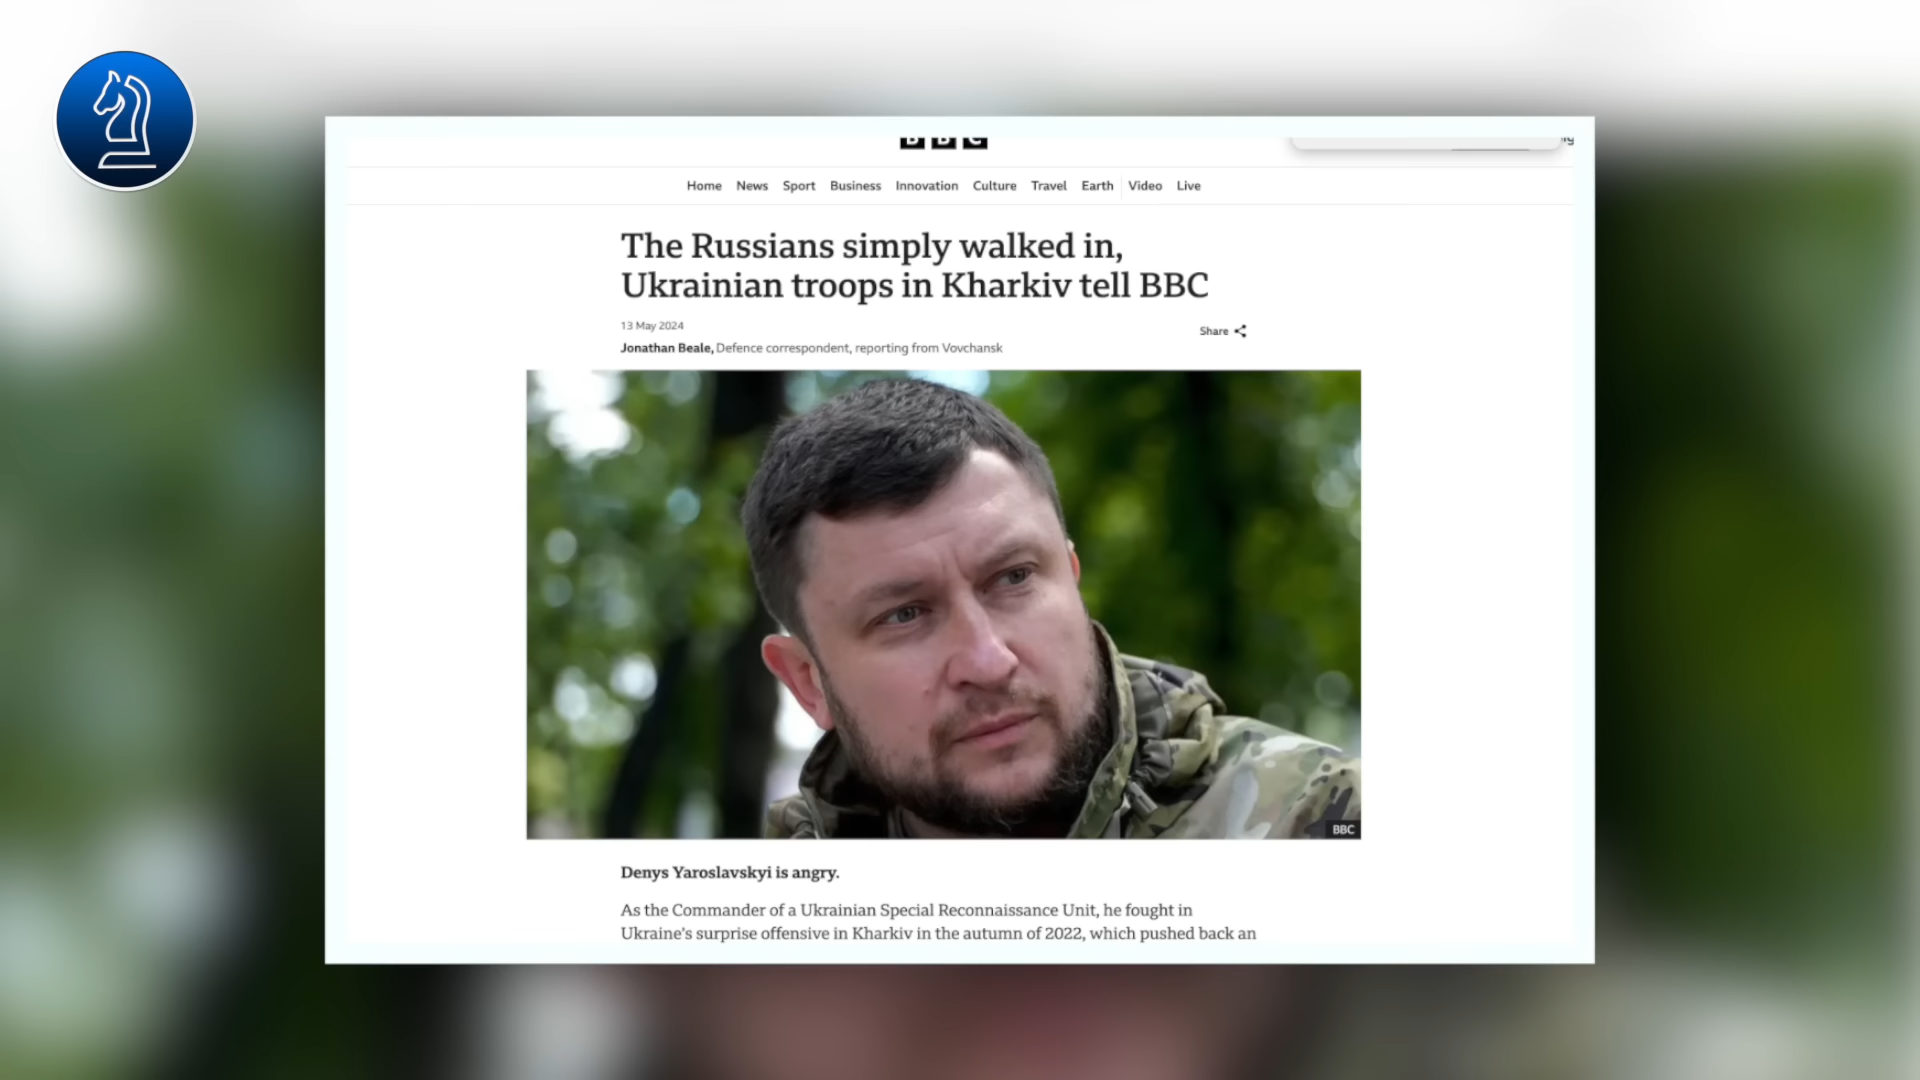 BBC
Home News Sport Business Innovation Culture Travel Earth Video Live
The Russians simply walked in,
Ukrainian troops in Kharkiv tell BBC
13 May 2024
Share
Jonathan Beale, Defence correspondent, reporting from Vovchansk
BBC
Denys Yaroslavskyi is angry.
As the Commander of a Ukrainian Special Reconnaissance Unit, he fought in
Ukraine's surprise offensive in Kharkiv in the autumn of 2022, which pushed back an